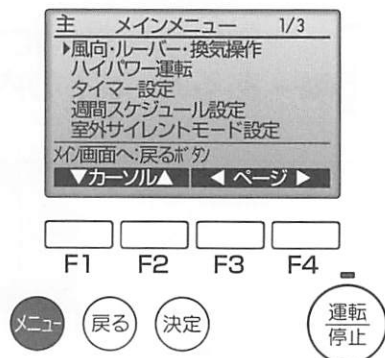 主 メインメニュー 1/3
▶風向・ルーバー・換気操作
ハイパワー運転
タイマー設定
週間スケジュール設定
室外サイレントモード設定
メイン画面へ:戻るボタン
▼カーソル▲ ◀ ページ ▶
F1 F2 F3 F4
メニュー 戻る 決定 運転
停止